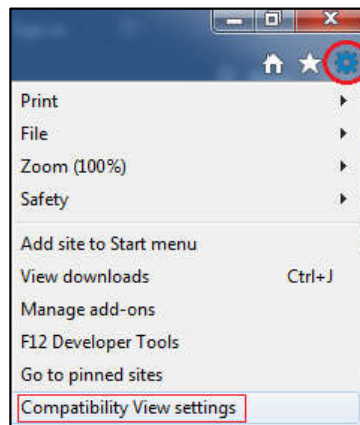 Print
File
Zoom (100%)
Safety
Add site to Start menu
View downloads Ctrl+J
Manage add-ons
F12 Developer Tools
Go to pinned sites
Compatibility View settings